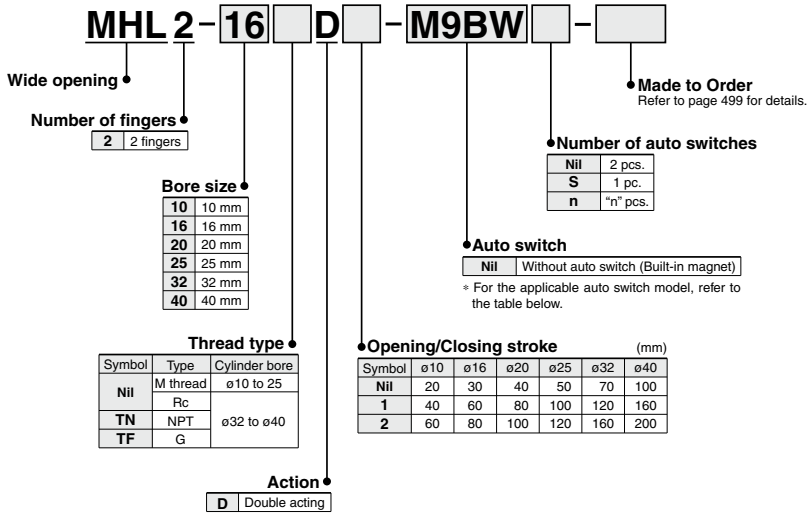 MHL 2 – 16 D – M9BW –
Wide opening
Made to Order
Refer to page 499 for details.
Number of fingers
2 2 fingers
Number of auto switches
Nil 2 pcs.
S 1 pc.
n "n" pcs.
Bore size
10 10 mm
16 16 mm
20 20 mm
25 25 mm
32 32 mm
40 40 mm
Auto switch
Nil Without auto switch (Built-in magnet)
∗ For the applicable auto switch model, refer to
the table below.
Thread type
Symbol Type Cylinder bore
Nil M thread ø10 to 25
Rc ø32 to ø40
TN NPT
TF G
Opening/Closing stroke (mm)
Symbol ø10 ø16 ø20 ø25 ø32 ø40
Nil 20 30 40 50 70 100
1 40 60 80 100 120 160
2 60 80 100 120 160 200
Action
D Double acting